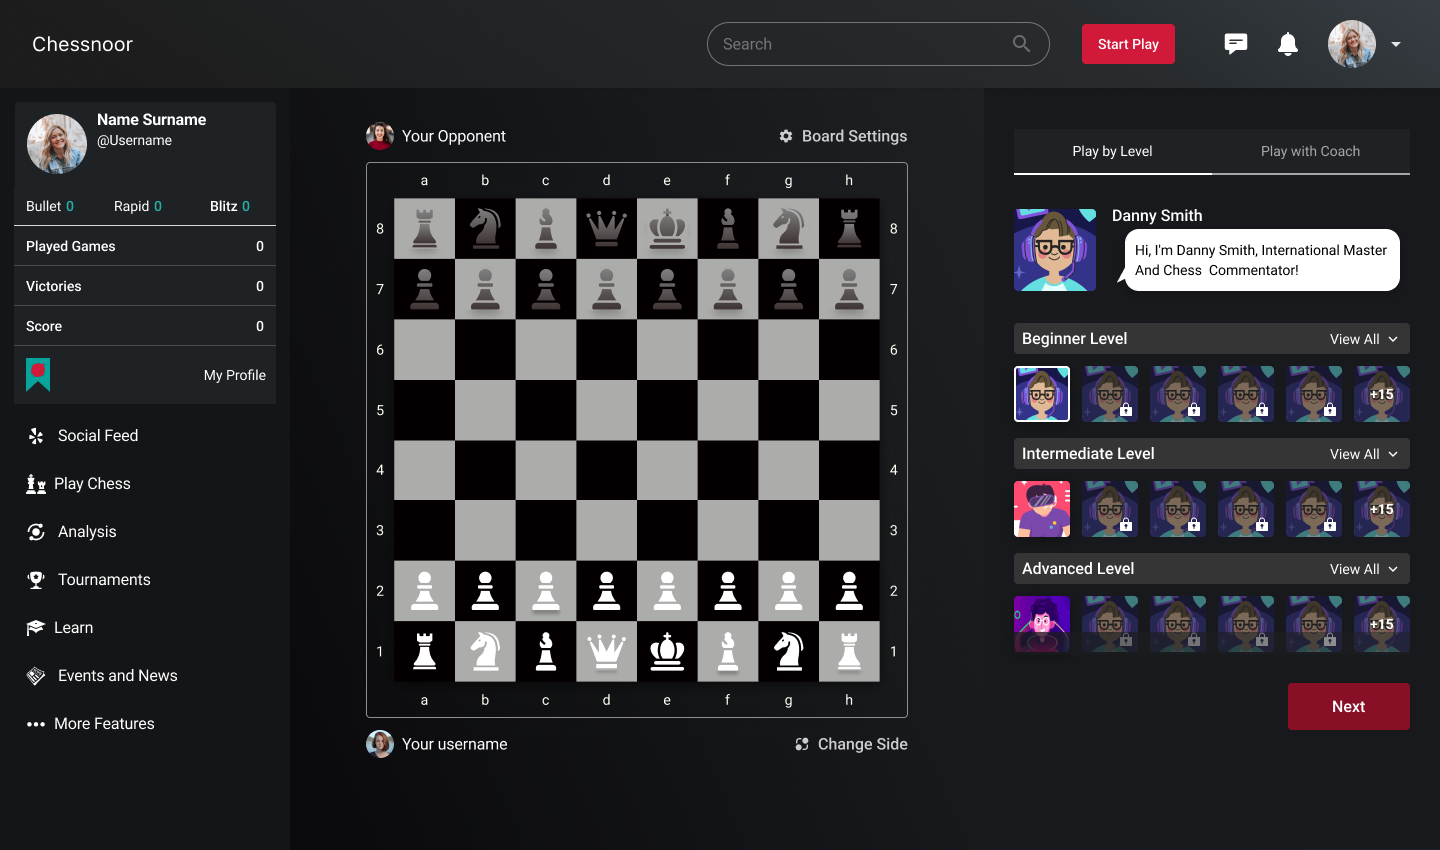 Chessnoor
Search
Start Play
Name Surname
@Username
Bullet 0 Rapid 0 Blitz 0
Played Games 0
Victories 0
Score 0
My Profile
Social Feed
Play Chess
Analysis
Tournaments
Learn
Events and News
More Features
Your Opponent
Board Settings
a b c d e f g h
8 8
7 7
6 6
5 5
4 4
3 3
2 2
1 1
a b c d e f g h
Your username
Change Side
Play by Level Play with Coach
Danny Smith
Hi, I'm Danny Smith, International Master
And Chess Commentator!
Beginner Level View All
+15
Intermediate Level View All
+15
Advanced Level View All
+15
Next